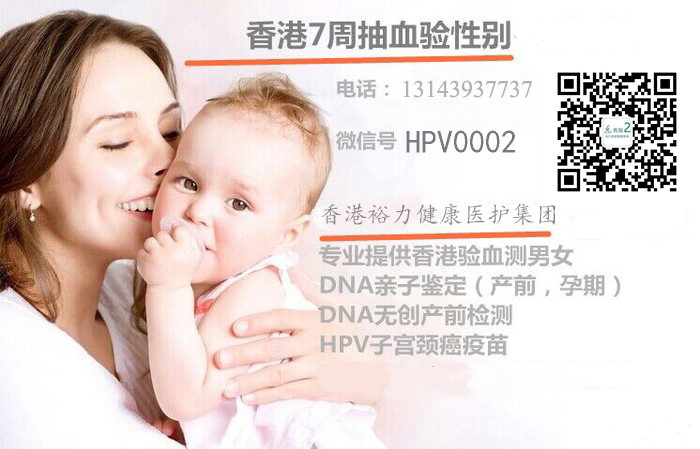 香港7周抽血验性别
电话：13143937737
微信号 HPV0002
香港裕力健康医护集团
专业提供香港验血测男女
DNA亲子鉴定（产前，孕期）
DNA无创产前检测
HPV子宫颈癌疫苗